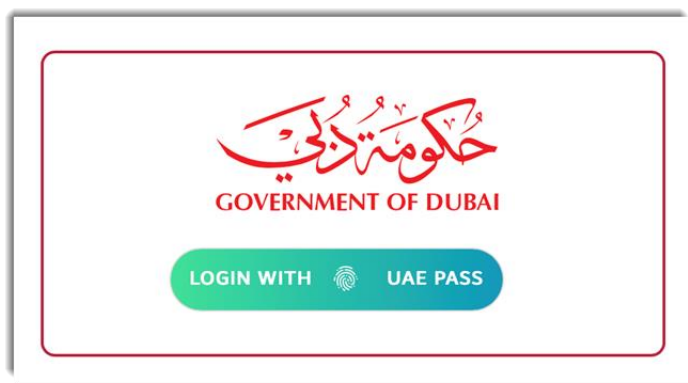 حكومة دبي
GOVERNMENT OF DUBAI
LOGIN WITH UAE PASS